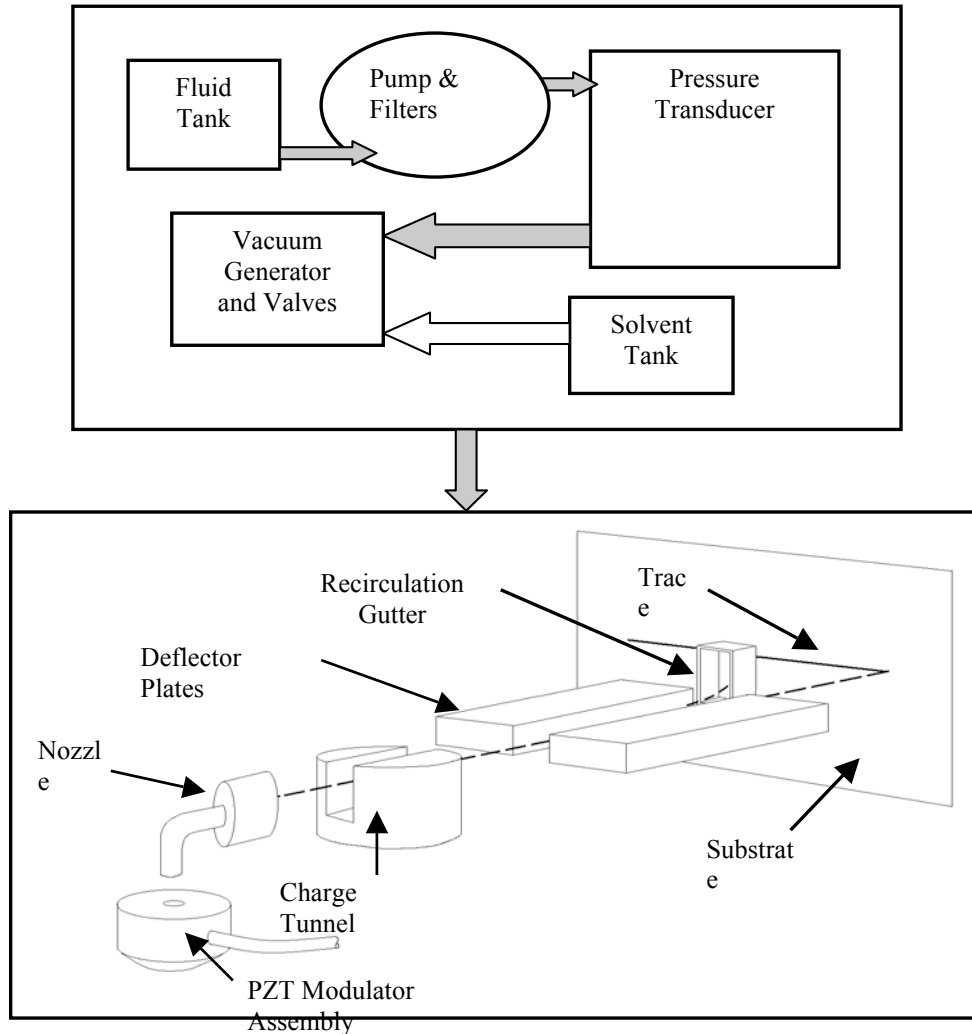 Fluid
Tank
Pump &
Filters
Pressure
Transducer
Vacuum
Generator
and Valves
Solvent
Tank
Recirculation
Gutter
Trac
e
Deflector
Plates
Nozzl
e
Substrat
e
Charge
Tunnel
PZT Modulator
Assembly